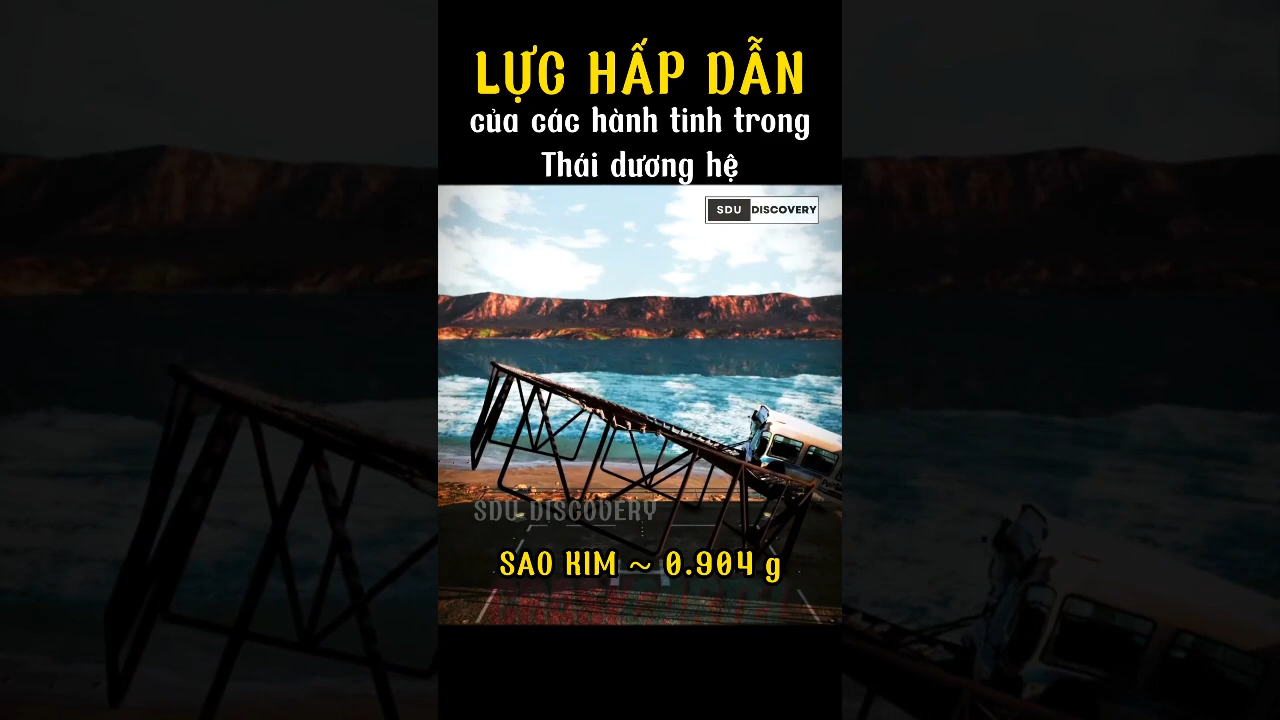 LỰC HẤP DẪN
của các hành tinh trong
Thái dương hệ
SDU DISCOVERY
SDU DISCOVERY
SAO KIM ~ 0.904 g